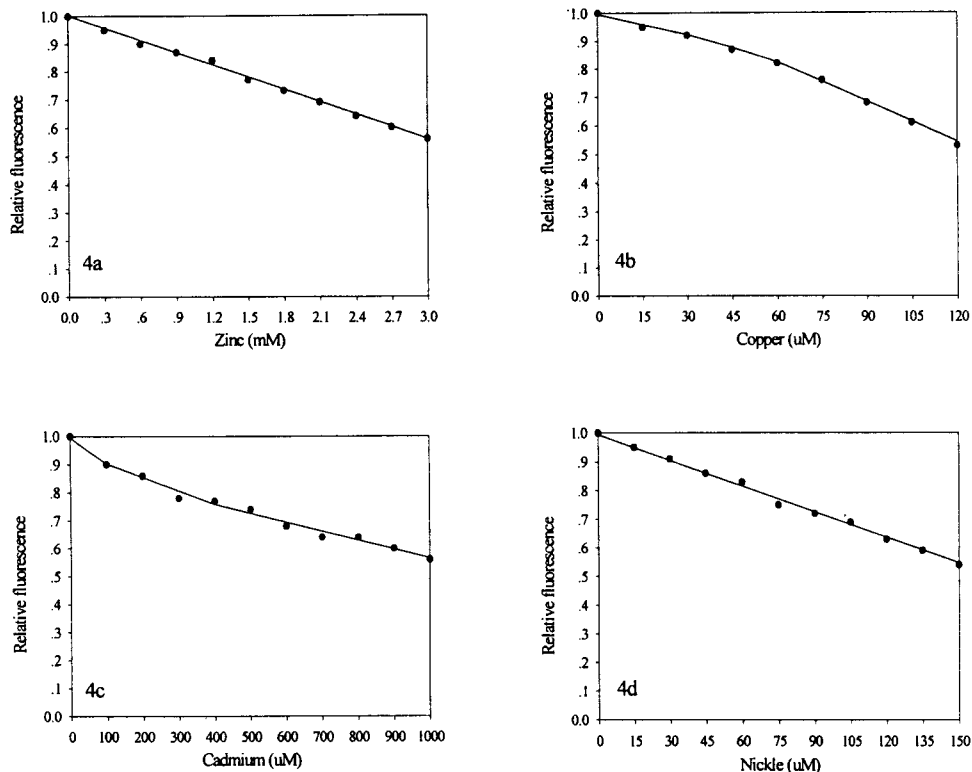 1.0
.9
.8
.7
.6
.5
.4
.3
.2
.1
0.0
Relative fluorescence
4a
0.0 .3 .6 .9 1.2 1.5 1.8 2.1 2.4 2.7 3.0
Zinc (mM)
1.0
.9
.8
.7
.6
.5
.4
.3
.2
.1
0.0
Relative fluorescence
4b
0 15 30 45 60 75 90 105 120
Copper (uM)
1.0
.9
.8
.7
.6
.5
.4
.3
.2
.1
0.0
Relative fluorescence
4c
0 100 200 300 400 500 600 700 800 900 1000
Cadmium (uM)
1.0
.9
.8
.7
.6
.5
.4
.3
.2
.1
0.0
Relative fluorescence
4d
0 15 30 45 60 75 90 105 120 135 150
Nickle (uM)